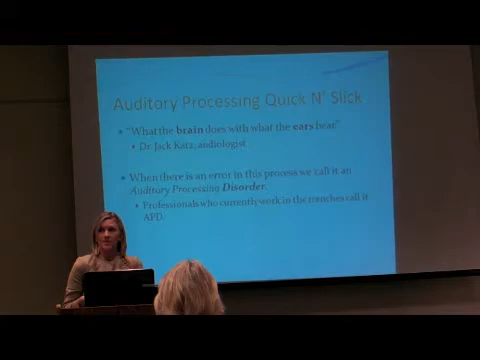 Auditory Processing Quick N' Slick
"What the brain does with what the ears hear"
Dr. Jack Katz, audiologist
When there is an error in this process we call it an
Auditory Processing Disorder.
Professionals who currently work in the trenches call it
APD.